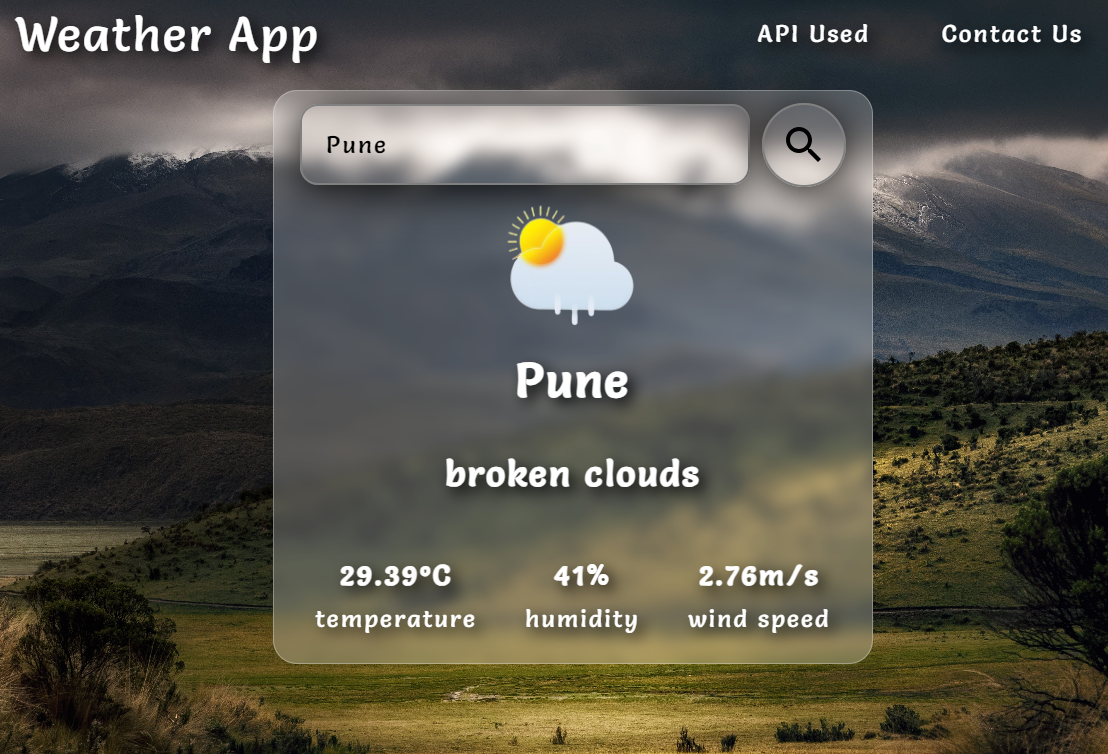 Weather App
API Used
Contact Us
Pune
Pune
broken clouds
29.39°C
41%
2.76m/s
temperature
humidity
wind speed